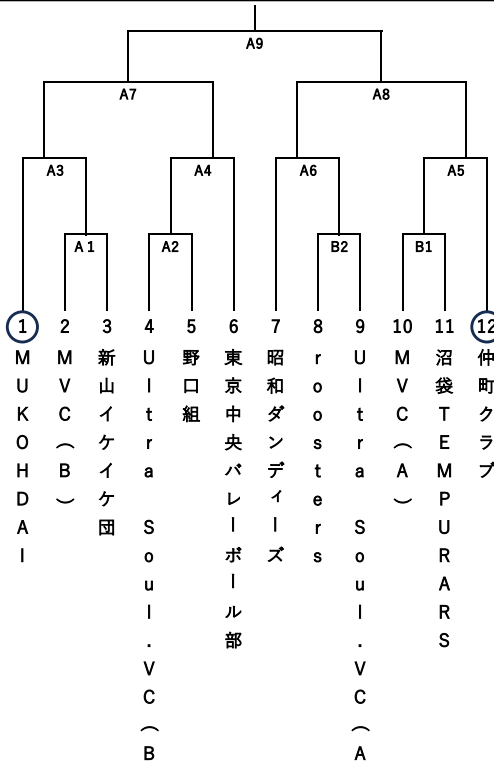 A9
A7
A8
A3
A4
A6
A5
A1
A2
B2
B1
1
2
3
4
5
6
7
8
9
10
11
12
MUKOHDAI
MVC(B)
新山イケイケ団
Ultra Soul.VC(B
野口組
東京中央バレーボール部
昭和ダンディーズ
roosters
Ultra Soul.VC(A
MVC(A)
沼袋TEMPURARS
仲町クラブ